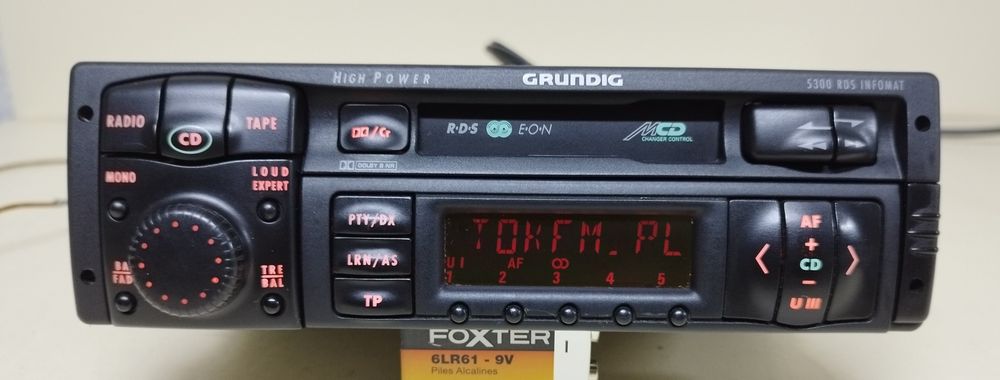 HIGH POWER
GRUNDIG
5300 RDS INFOMAT
RADIO
CD
TAPE
/Cr
R·D·S E·O·N
MCD
CHANGER CONTROL
DOLBY B NR
MONO
LOUD
EXPERT
BA
FAD
TRE
BAL
PTY/DX
LRN/AS
TP
TOKFM_PL
U I AF
1 2 3 4 5
AF
+
CD
−
U III
< >
FOXTER
6LR61 - 9V
Piles Alcalines